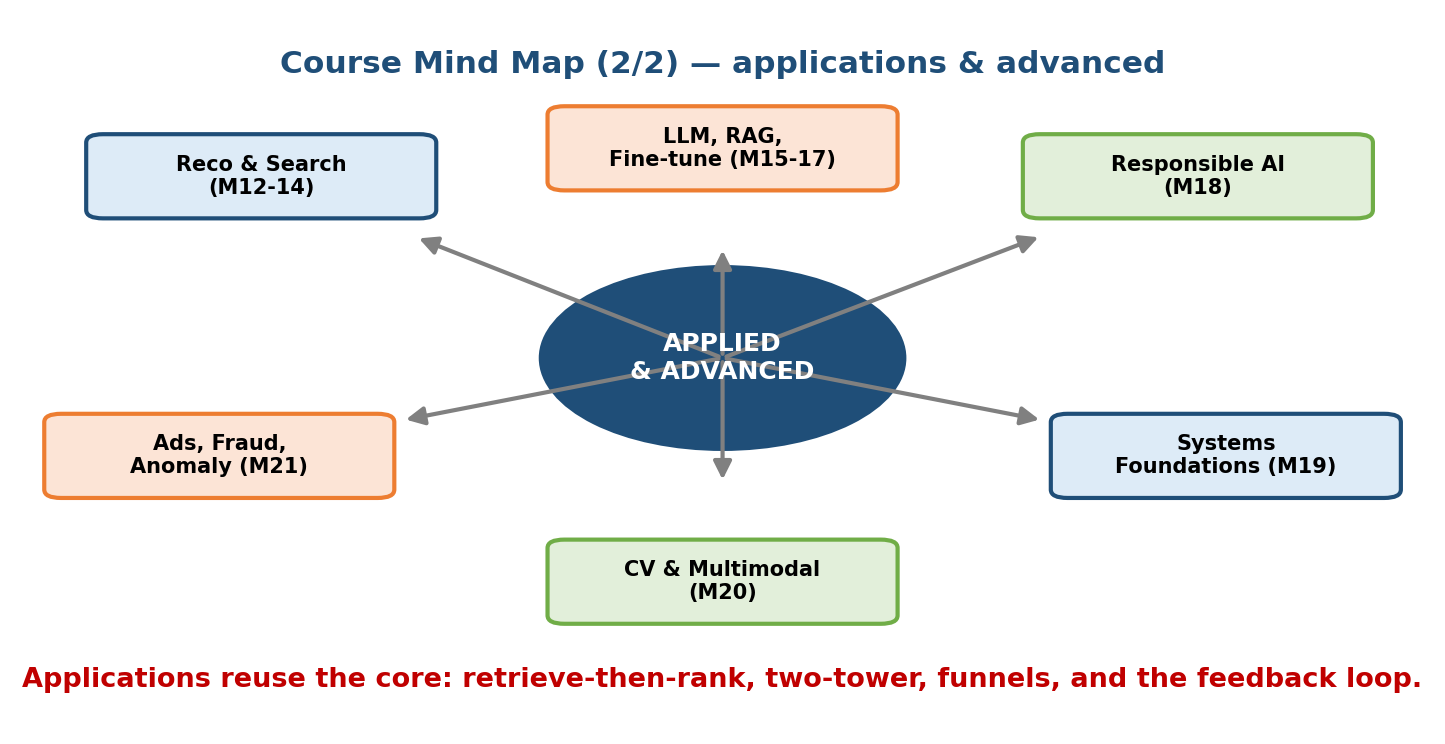 Course Mind Map (2/2) — applications & advanced
LLM, RAG,
Fine-tune (M15-17)
Reco & Search
(M12-14)
Responsible AI
(M18)
APPLIED
& ADVANCED
Ads, Fraud,
Anomaly (M21)
Systems
Foundations (M19)
CV & Multimodal
(M20)
Applications reuse the core: retrieve-then-rank, two-tower, funnels, and the feedback loop.